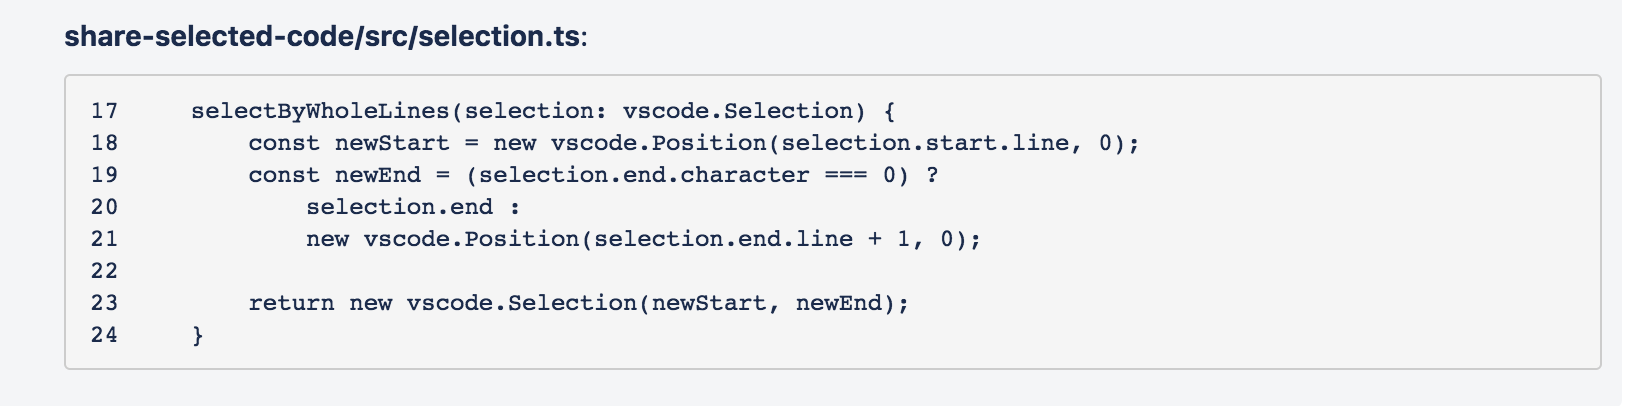 share-selected-code/src/selection.ts:
17     selectByWholeLines(selection: vscode.Selection) {
18         const newStart = new vscode.Position(selection.start.line, 0);
19         const newEnd = (selection.end.character === 0) ?
20             selection.end :
21             new vscode.Position(selection.end.line + 1, 0);
22
23         return new vscode.Selection(newStart, newEnd);
24     }